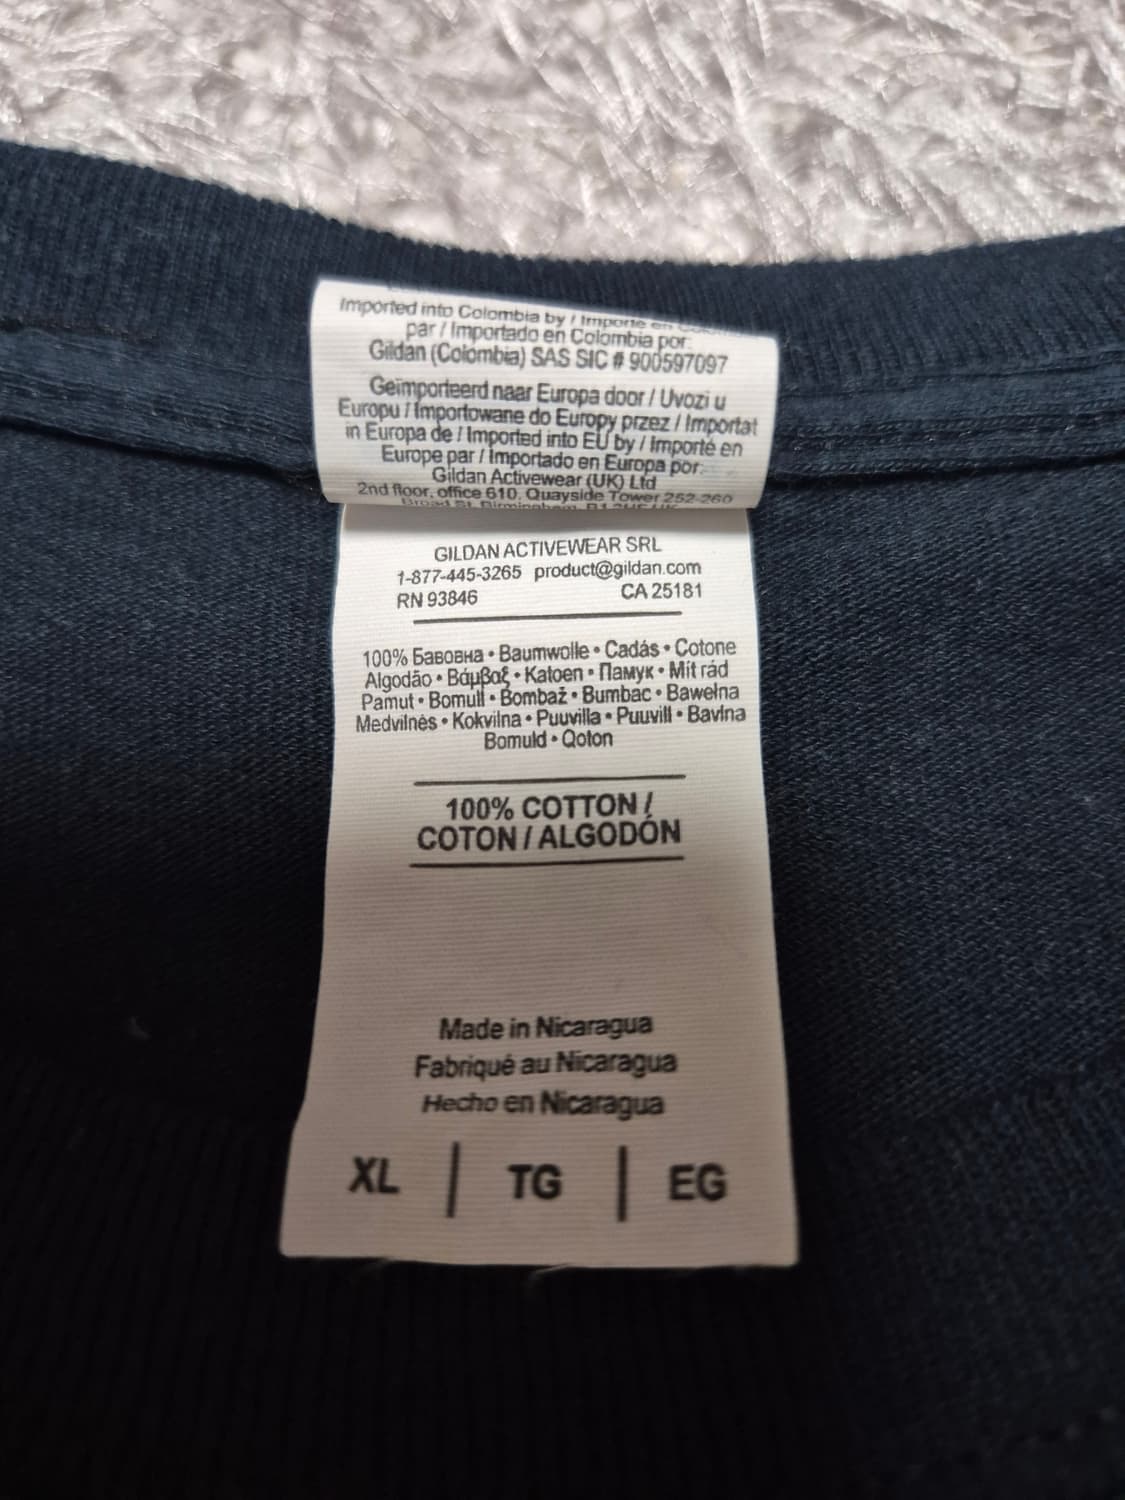 Imported into Colombia by / Importé en
par / Importado en Colombia por:
Gildan (Colombia) SAS SIC # 900597097
Geïmporteerd naar Europa door / Uvozi u
Europu / Importowane do Europy przez / Importat
in Europa de / Imported into EU by / Importé en
Europe par / Importado en Europa por:
Gildan Activewear (UK) Ltd
2nd floor, office 610, Quayside Tower 252-260
Broad St, Birmingham,
GILDAN ACTIVEWEAR SRL
1-877-445-3265 product@gildan.com
RN 93846 CA 25181
100% Бавовна • Baumwolle • Cadás • Cotone
Algodão • Βάμβαξ • Katoen • Памук • Mit rád
Pamut • Bomull • Bombaž • Bumbac • Bawełna
Medvilnės • Kokvilna • Puuvilla • Puuvill • Bavlna
Bomuld • Qoton
100% COTTON /
COTON / ALGODÓN
Made in Nicaragua
Fabriqué au Nicaragua
Hecho en Nicaragua
XL | TG | EG